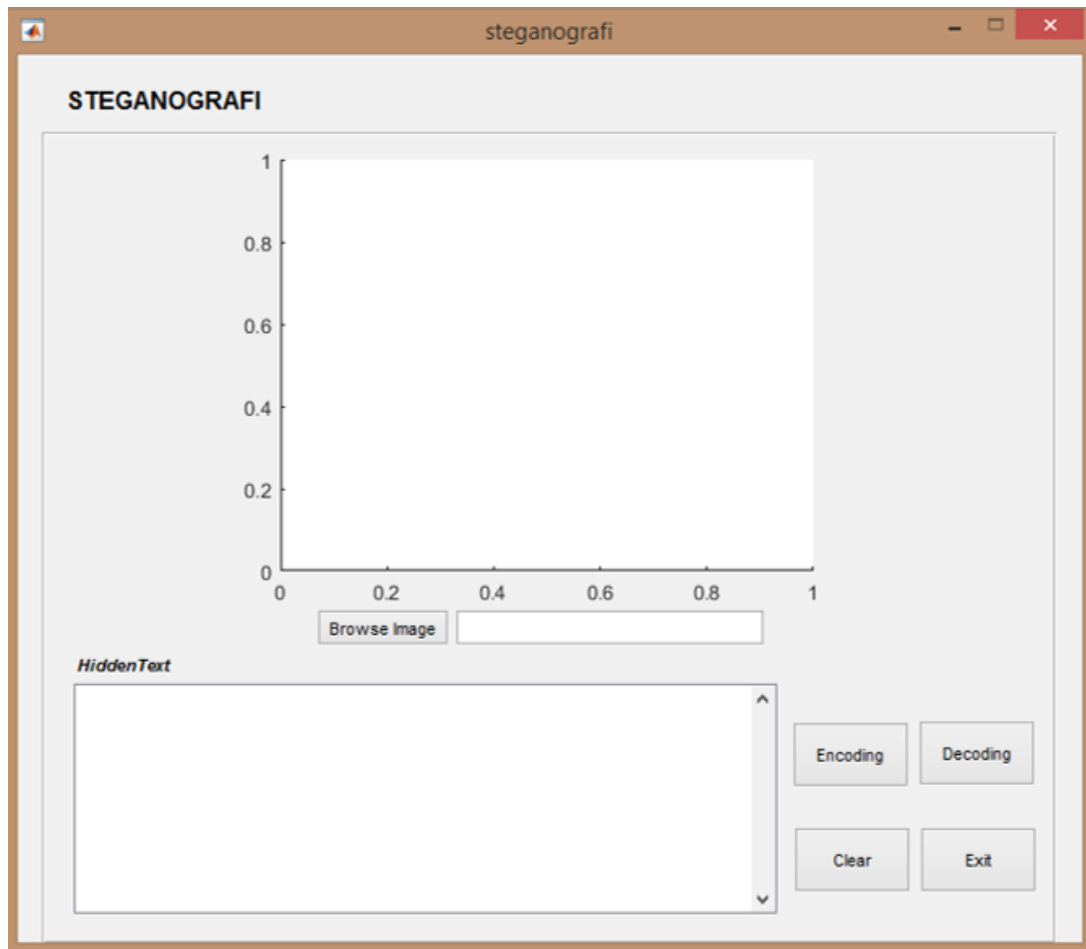 steganografi
STEGANOGRAFI
1
0.8
0.6
0.4
0.2
0
0 0.2 0.4 0.6 0.8 1
Browse Image
HiddenText
Encoding Decoding
Clear Exit